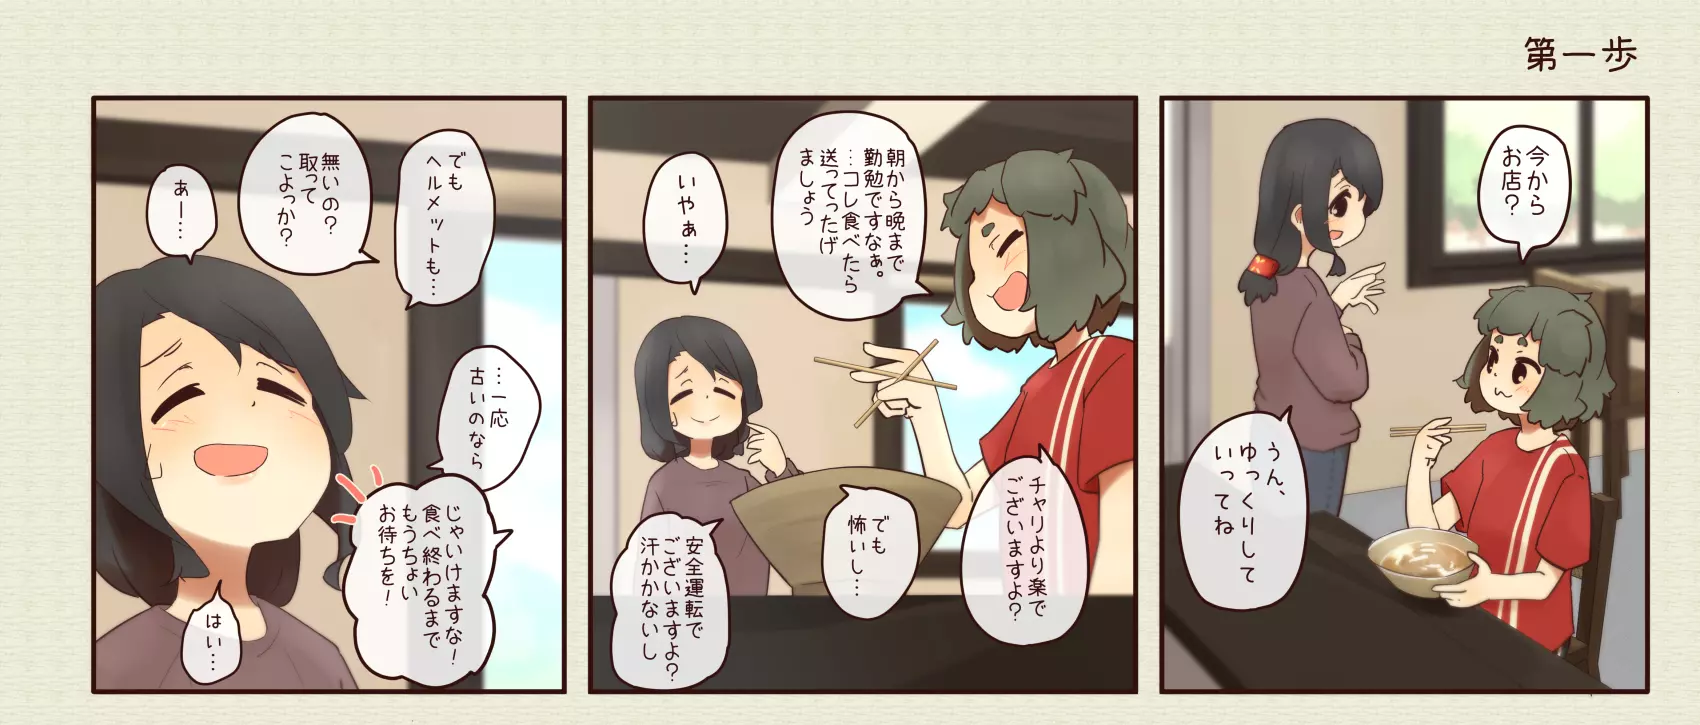 第一歩
今から
お店?
うん、
ゆっくりして
いってね
朝から晩まで
勤勉ですなぁ。
…コレ食べたら
送ってったげ
ましょう
いやぁ…
チャリより楽で
ございますよ?
でも
怖いし…
安全運転で
ございますよ?
汗かかないし
でも
ヘルメットも…
無いの?
取って
こよっか?
あー…
…一応
古いのなら
じゃいけますな!
食べ終わるまで
もうちょい
お待ちを!
はい…